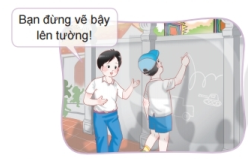 Bạn đừng vẽ bậy
lên tường!